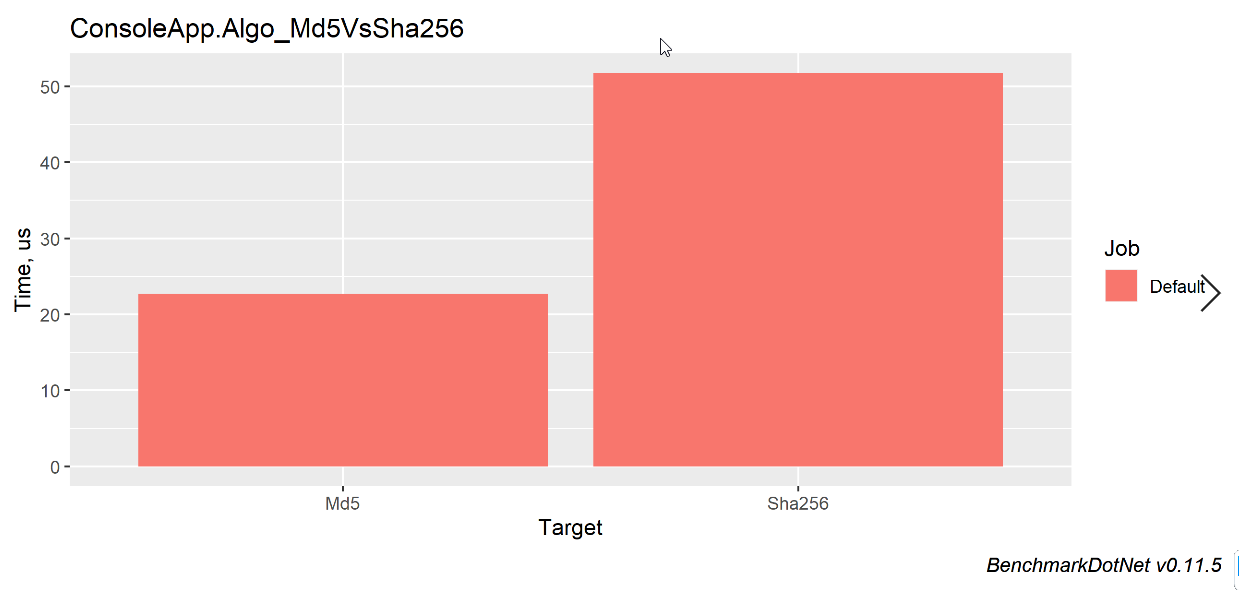 ConsoleApp.Algo_Md5VsSha256
50
40
30
20
10
0
Time, us
Md5
Sha256
Target
Job
Default
BenchmarkDotNet v0.11.5